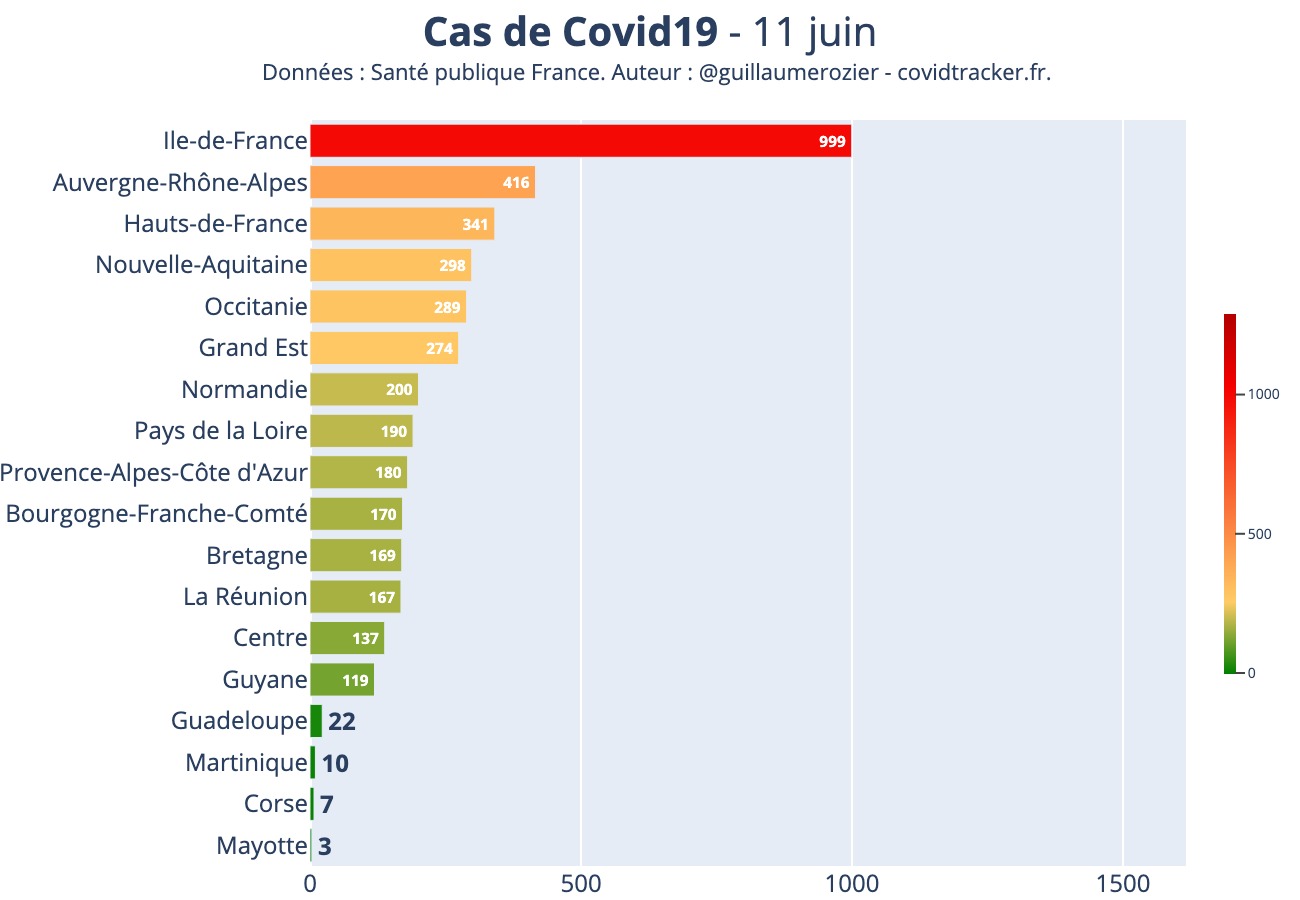 Cas de Covid19 - 11 juin
Données : Santé publique France. Auteur : @guillaumerozier - covidtracker.fr.
Ile-de-France 999
Auvergne-Rhône-Alpes 416
Hauts-de-France 341
Nouvelle-Aquitaine 298
Occitanie 289
Grand Est 274
Normandie 200
Pays de la Loire 190
Provence-Alpes-Côte d'Azur 180
Bourgogne-Franche-Comté 170
Bretagne 169
La Réunion 167
Centre 137
Guyane 119
Guadeloupe 22
Martinique 10
Corse 7
Mayotte 3
0 500 1000 1500
1000
500
0